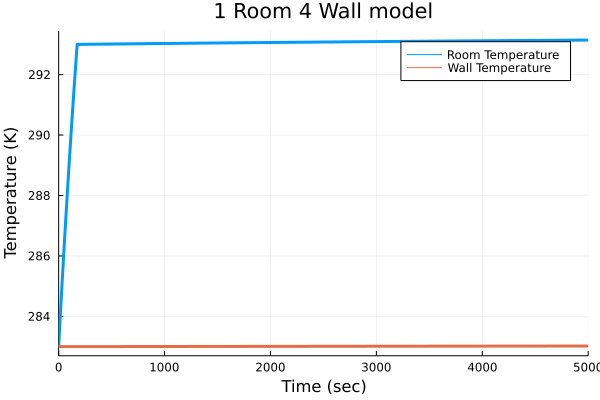 1 Room 4 Wall model
Temperature (K)
292
290
288
286
284
Room Temperature
Wall Temperature
0 1000 2000 3000 4000 5000
Time (sec)